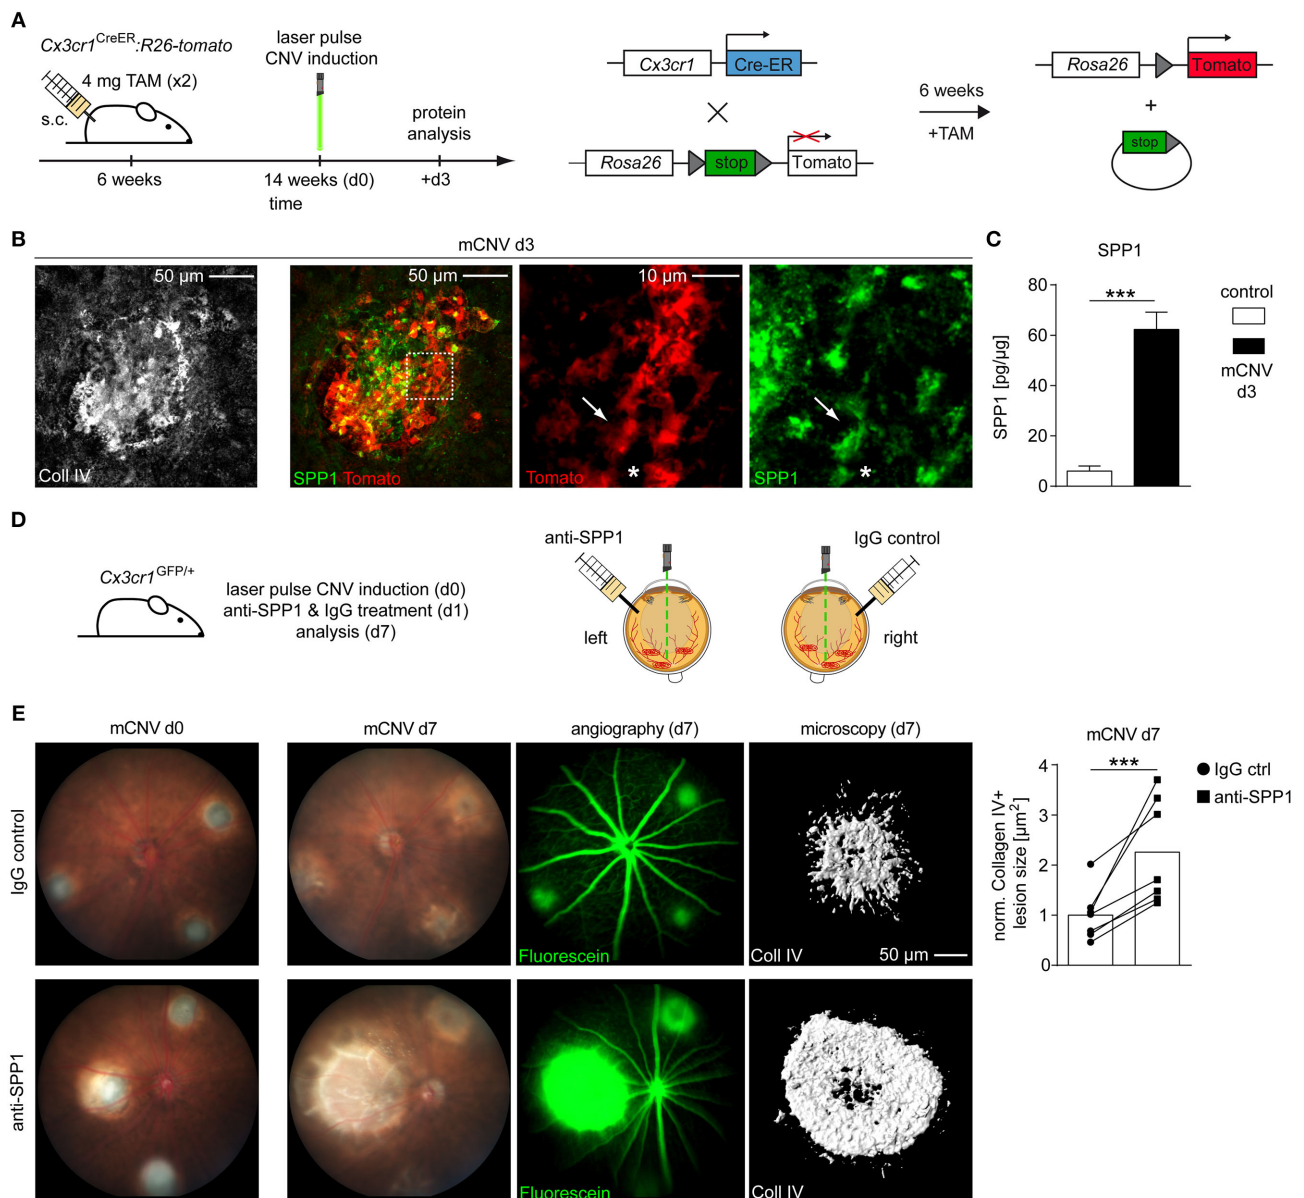 A
Cx3cr1CreER:R26-tomato
4 mg TAM (x2)
s.c.
laser pulse
CNV induction
protein
analysis
6 weeks
14 weeks (d0)
+d3
time
Cx3cr1
Cre-ER
Rosa26
stop
Tomato
6 weeks
+TAM
Rosa26
Tomato
+
stop
B
mCNV d3
50 µm
Coll IV
50 µm
SPP1 Tomato
10 µm
Tomato
*
SPP1
*
C
SPP1
SPP1 [pg/µg]
80
60
40
20
0
***
control
mCNV
d3
D
Cx3cr1GFP/+
laser pulse CNV induction (d0)
anti-SPP1 & IgG treatment (d1)
analysis (d7)
anti-SPP1
left
IgG control
right
E
mCNV d0
mCNV d7
angiography (d7)
microscopy (d7)
IgG control
Fluorescein
Coll IV
50 µm
anti-SPP1
Fluorescein
Coll IV
mCNV d7
norm. Collagen IV+
lesion size [µm2]
4
3
2
1
0
***
IgG ctrl
anti-SPP1